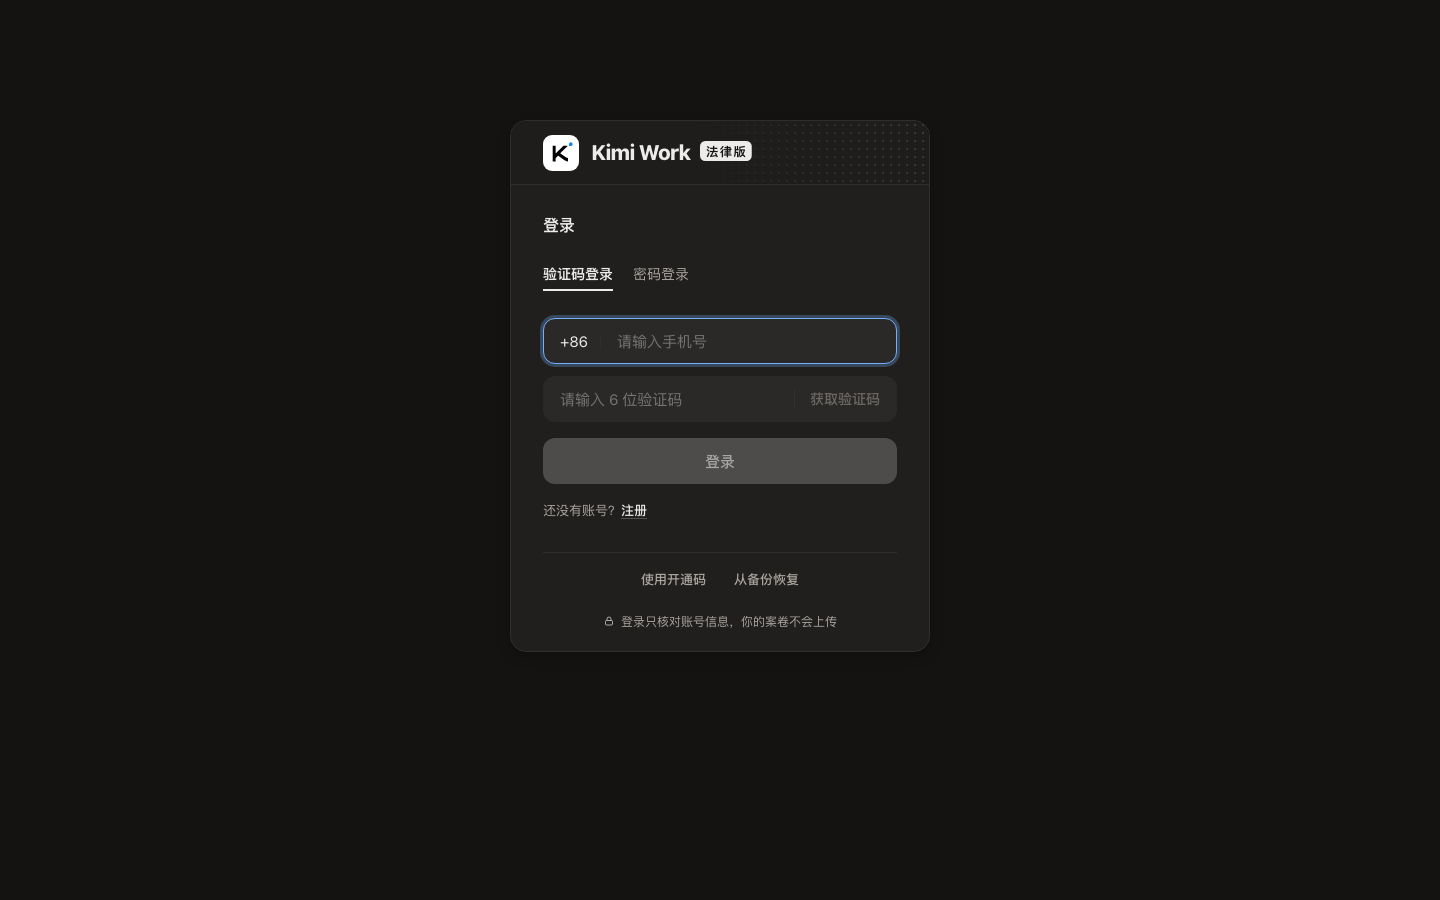 Kimi Work 法律版
登录
验证码登录 密码登录
+86 请输入手机号
请输入 6 位验证码 获取验证码
登录
还没有账号? 注册
使用开通码 从备份恢复
登录只核对账号信息，你的案卷不会上传